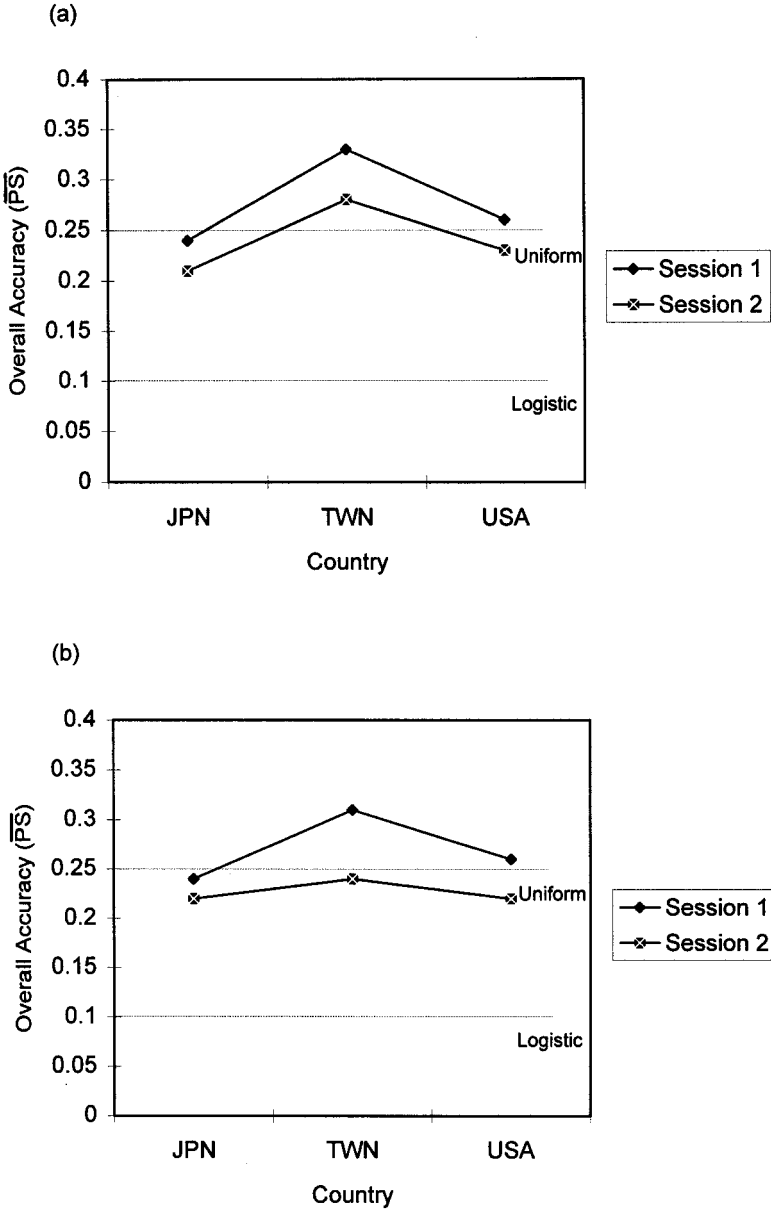 (a)
Overall Accuracy (P̅S̅)
0.4
0.35
0.3
0.25
0.2
0.15
0.1
0.05
0
Uniform
Logistic
JPN TWN USA
Country
Session 1
Session 2
(b)
Overall Accuracy (P̅S̅)
0.4
0.35
0.3
0.25
0.2
0.15
0.1
0.05
0
Uniform
Logistic
JPN TWN USA
Country
Session 1
Session 2